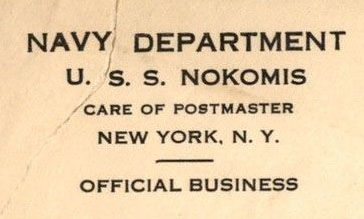 NAVY DEPARTMENT
U. S. S. NOKOMIS
CARE OF POSTMASTER
NEW YORK, N. Y.
OFFICIAL BUSINESS